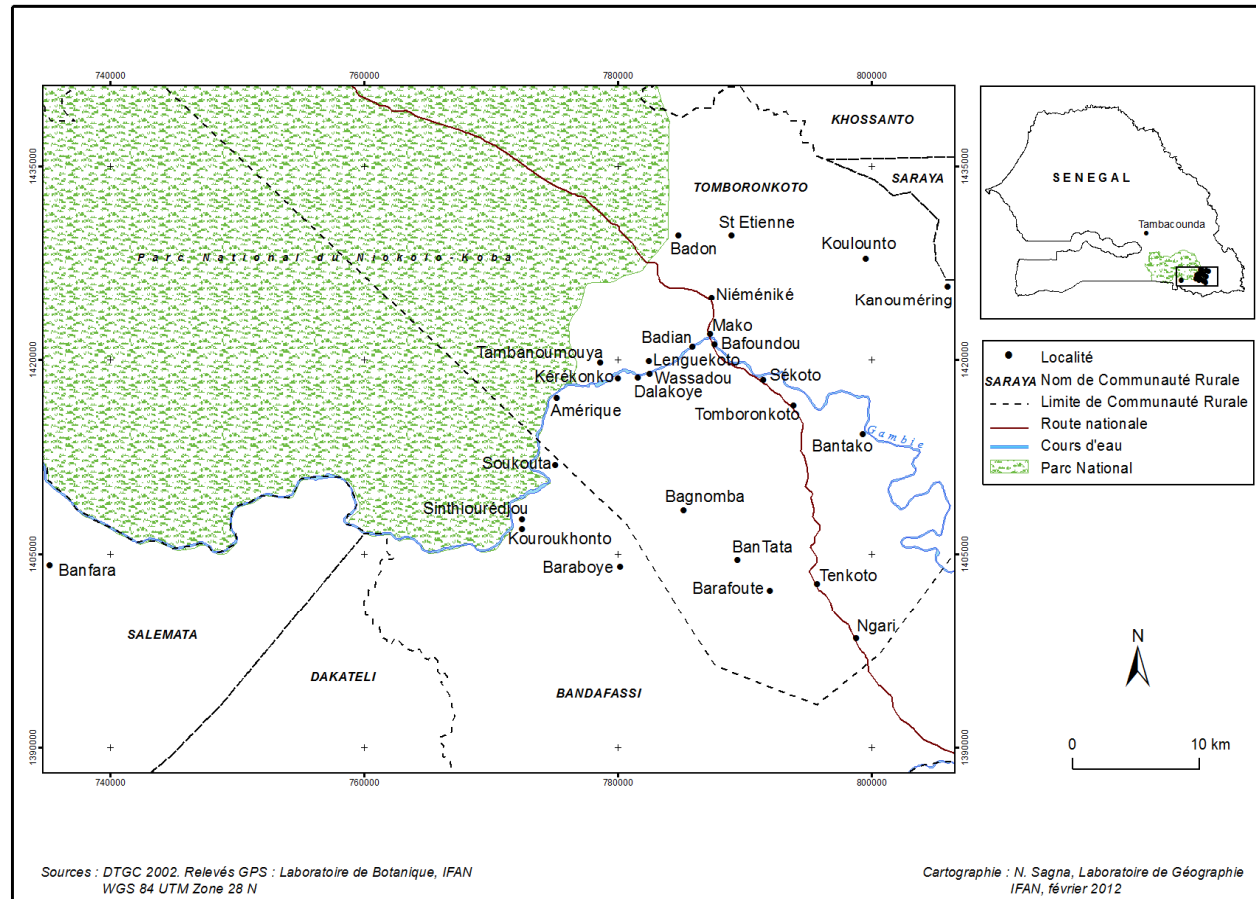 740000
760000
780000
800000
1435000
1435000
KHOSSANTO
SARAYA
TOMBORONKOTO
St Etienne
Badon
Koulounto
Parc National du Niokolo-Koba
Kanouméring
Niéméniké
Mako
Badian
Bafoundou
1420000
1420000
Tambanoumouya
Lenguekoto
Kérékonko
Wassadou
Sékoto
Dalakoye
Amérique
Tomboronkoto
Gambie
Bantako
Soukouta
Bagnomba
Sinthiourédjou
Kouroukhonto
BanTata
1405000
1405000
Banfara
Baraboye
Barafoute
Tenkoto
Ngari
SALEMATA
DAKATELI
BANDAFASSI
1390000
1390000
740000
760000
780000
800000
SENEGAL
Tambacounda
Localité
SARAYA Nom de Communauté Rurale
Limite de Communauté Rurale
Route nationale
Cours d'eau
Parc National
N
0 10 km
Sources : DTGC 2002. Relevés GPS : Laboratoire de Botanique, IFAN
WGS 84 UTM Zone 28 N
Cartographie : N. Sagna, Laboratoire de Géographie
IFAN, février 2012